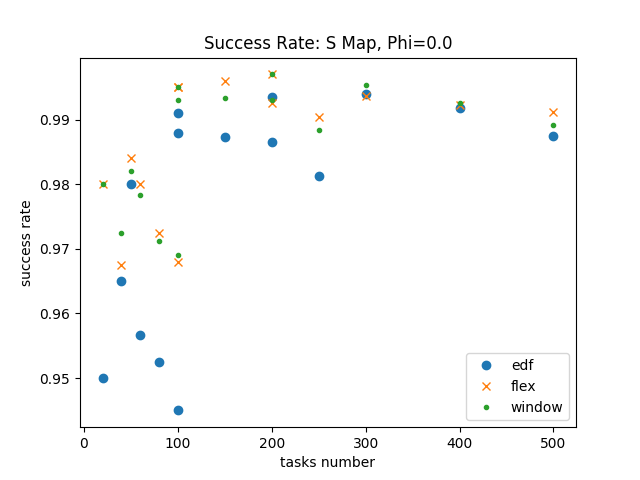 Success Rate: S Map, Phi=0.0
success rate
0.99
0.98
0.97
0.96
0.95
0
100
200
300
400
500
tasks number
edf
flex
window